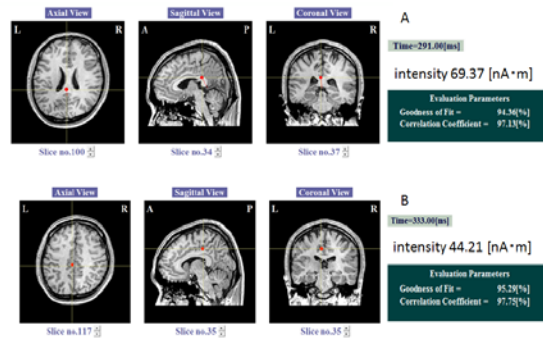 Axial View Sagittal View Coronal View A
L R A P L R
Time=291.00[ms]
intensity 69.37 [nA・m]
Evaluation Parameters
Goodness of Fit = 94.36[%]
Correlation Coefficient = 97.13[%]
Slice no.100 Slice no.34 Slice no.37
Axial View Sagittal View Coronal View B
L R A P L R
Time=333.00[ms]
intensity 44.21 [nA・m]
Evaluation Parameters
Goodness of Fit = 95.29[%]
Correlation Coefficient = 97.75[%]
Slice no.117 Slice no.35 Slice no.35